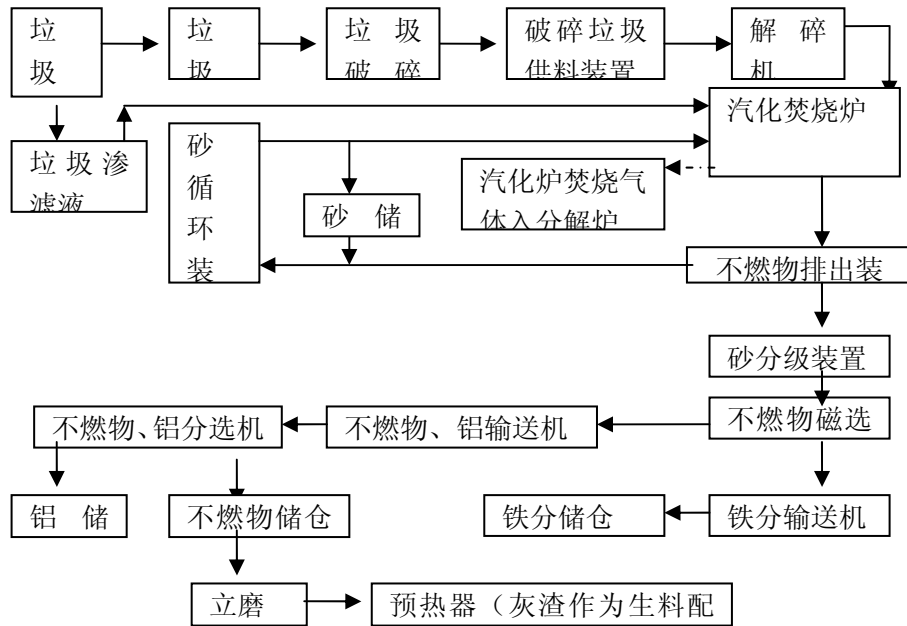 垃
圾
垃
圾
垃 圾
破碎
破碎垃圾
供料装置
解 碎
机
汽化焚烧炉
垃圾渗
滤液
砂
循
环
装
汽化炉焚烧气
体入分解炉
砂 储
不燃物排出装
砂分级装置
不燃物、铝分选机
不燃物、铝输送机
不燃物磁选
铝 储
不燃物储仓
铁分储仓
铁分输送机
立磨
预热器（灰渣作为生料配